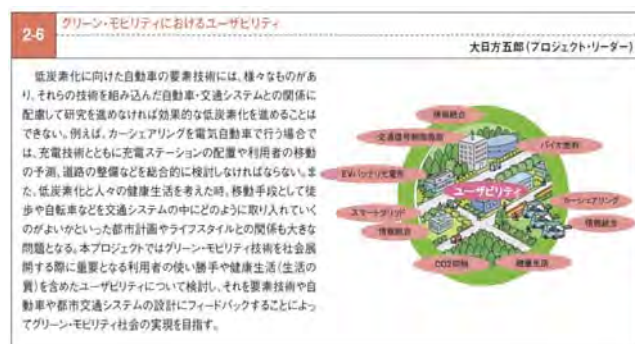 2-6
グリーン・モビリティにおけるユーザビリティ
大日方五郎(プロジェクト・リーダー)
低炭素化に向けた自動車の要素技術には、様々なものがあ
り、それらの技術を組み込んだ自動車・交通システムとの関係に
配慮して研究を進めなければ効果的な低炭素化を進めることは
できない。例えば、カーシェアリングを電気自動車で行う場合で
は、充電技術とともに充電ステーションの配置や利用者の移動
の予測、道路の整備などを総合的に検討しなければならない。ま
た、低炭素化と人々の健康生活を考えた時、移動手段として徒
歩や自転車などを交通システムの中にどのように取り入れていく
のがよいかといった都市計画やライフスタイルとの関係も大きな
問題となる。本プロジェクトではグリーン・モビリティ技術を社会展
開する際に重要となる利用者の使い勝手や健康生活(生活の
質)を含めたユーザビリティについて検討し、それを要素技術や自
動車や都市交通システムの設計にフィードバックすることによっ
てグリーン・モビリティ社会の実現を目指す。
情報統合
交通信号制御高度
バイオ燃料
EVバッテリ充電所
ユーザビリティ
カーシェアリング
スマートグリッド
情報統合
情報統合
CO2抑制
健康生活